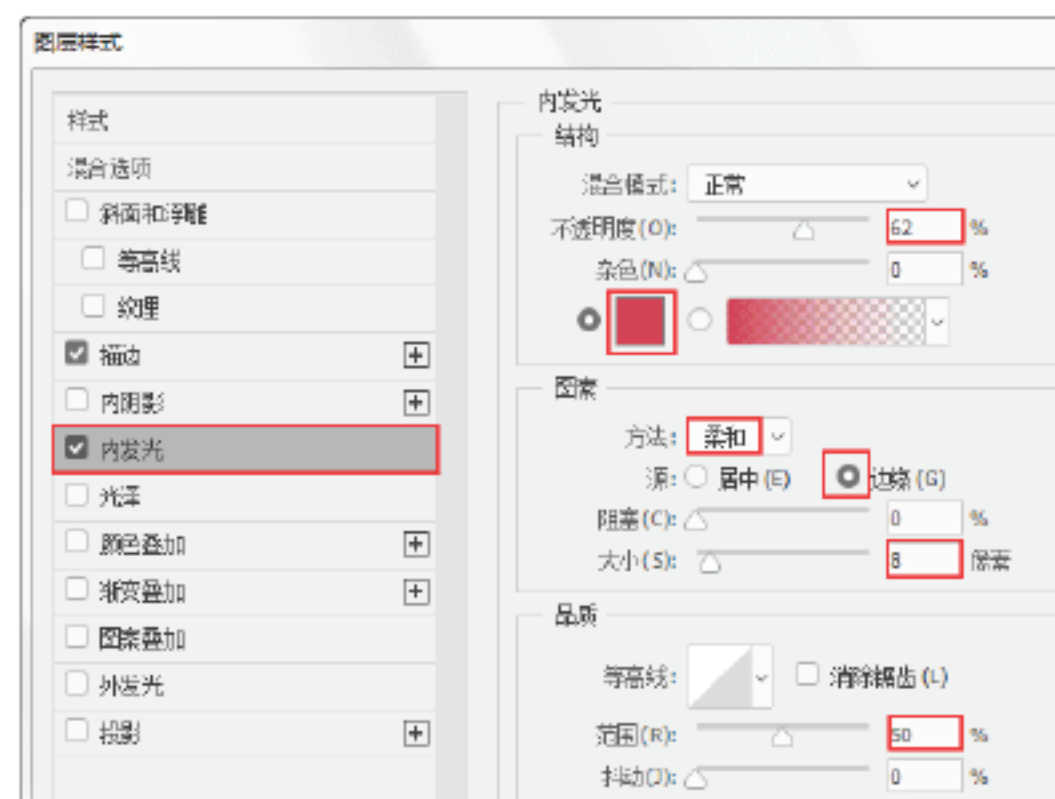 图层样式
样式
混合选项
斜面和浮雕
等高线
纹理
描边
内阴影
内发光
光泽
颜色叠加
渐变叠加
图案叠加
外发光
投影
内发光
结构
混合模式: 正常
不透明度(O): 62 %
杂色(N): 0 %
图素
方法: 柔和
源: 居中(E) 边缘(G)
阻塞(C): 0 %
大小(S): 8 像素
品质
等高线: 消除锯齿(L)
范围(R): 50 %
抖动(J): 0 %